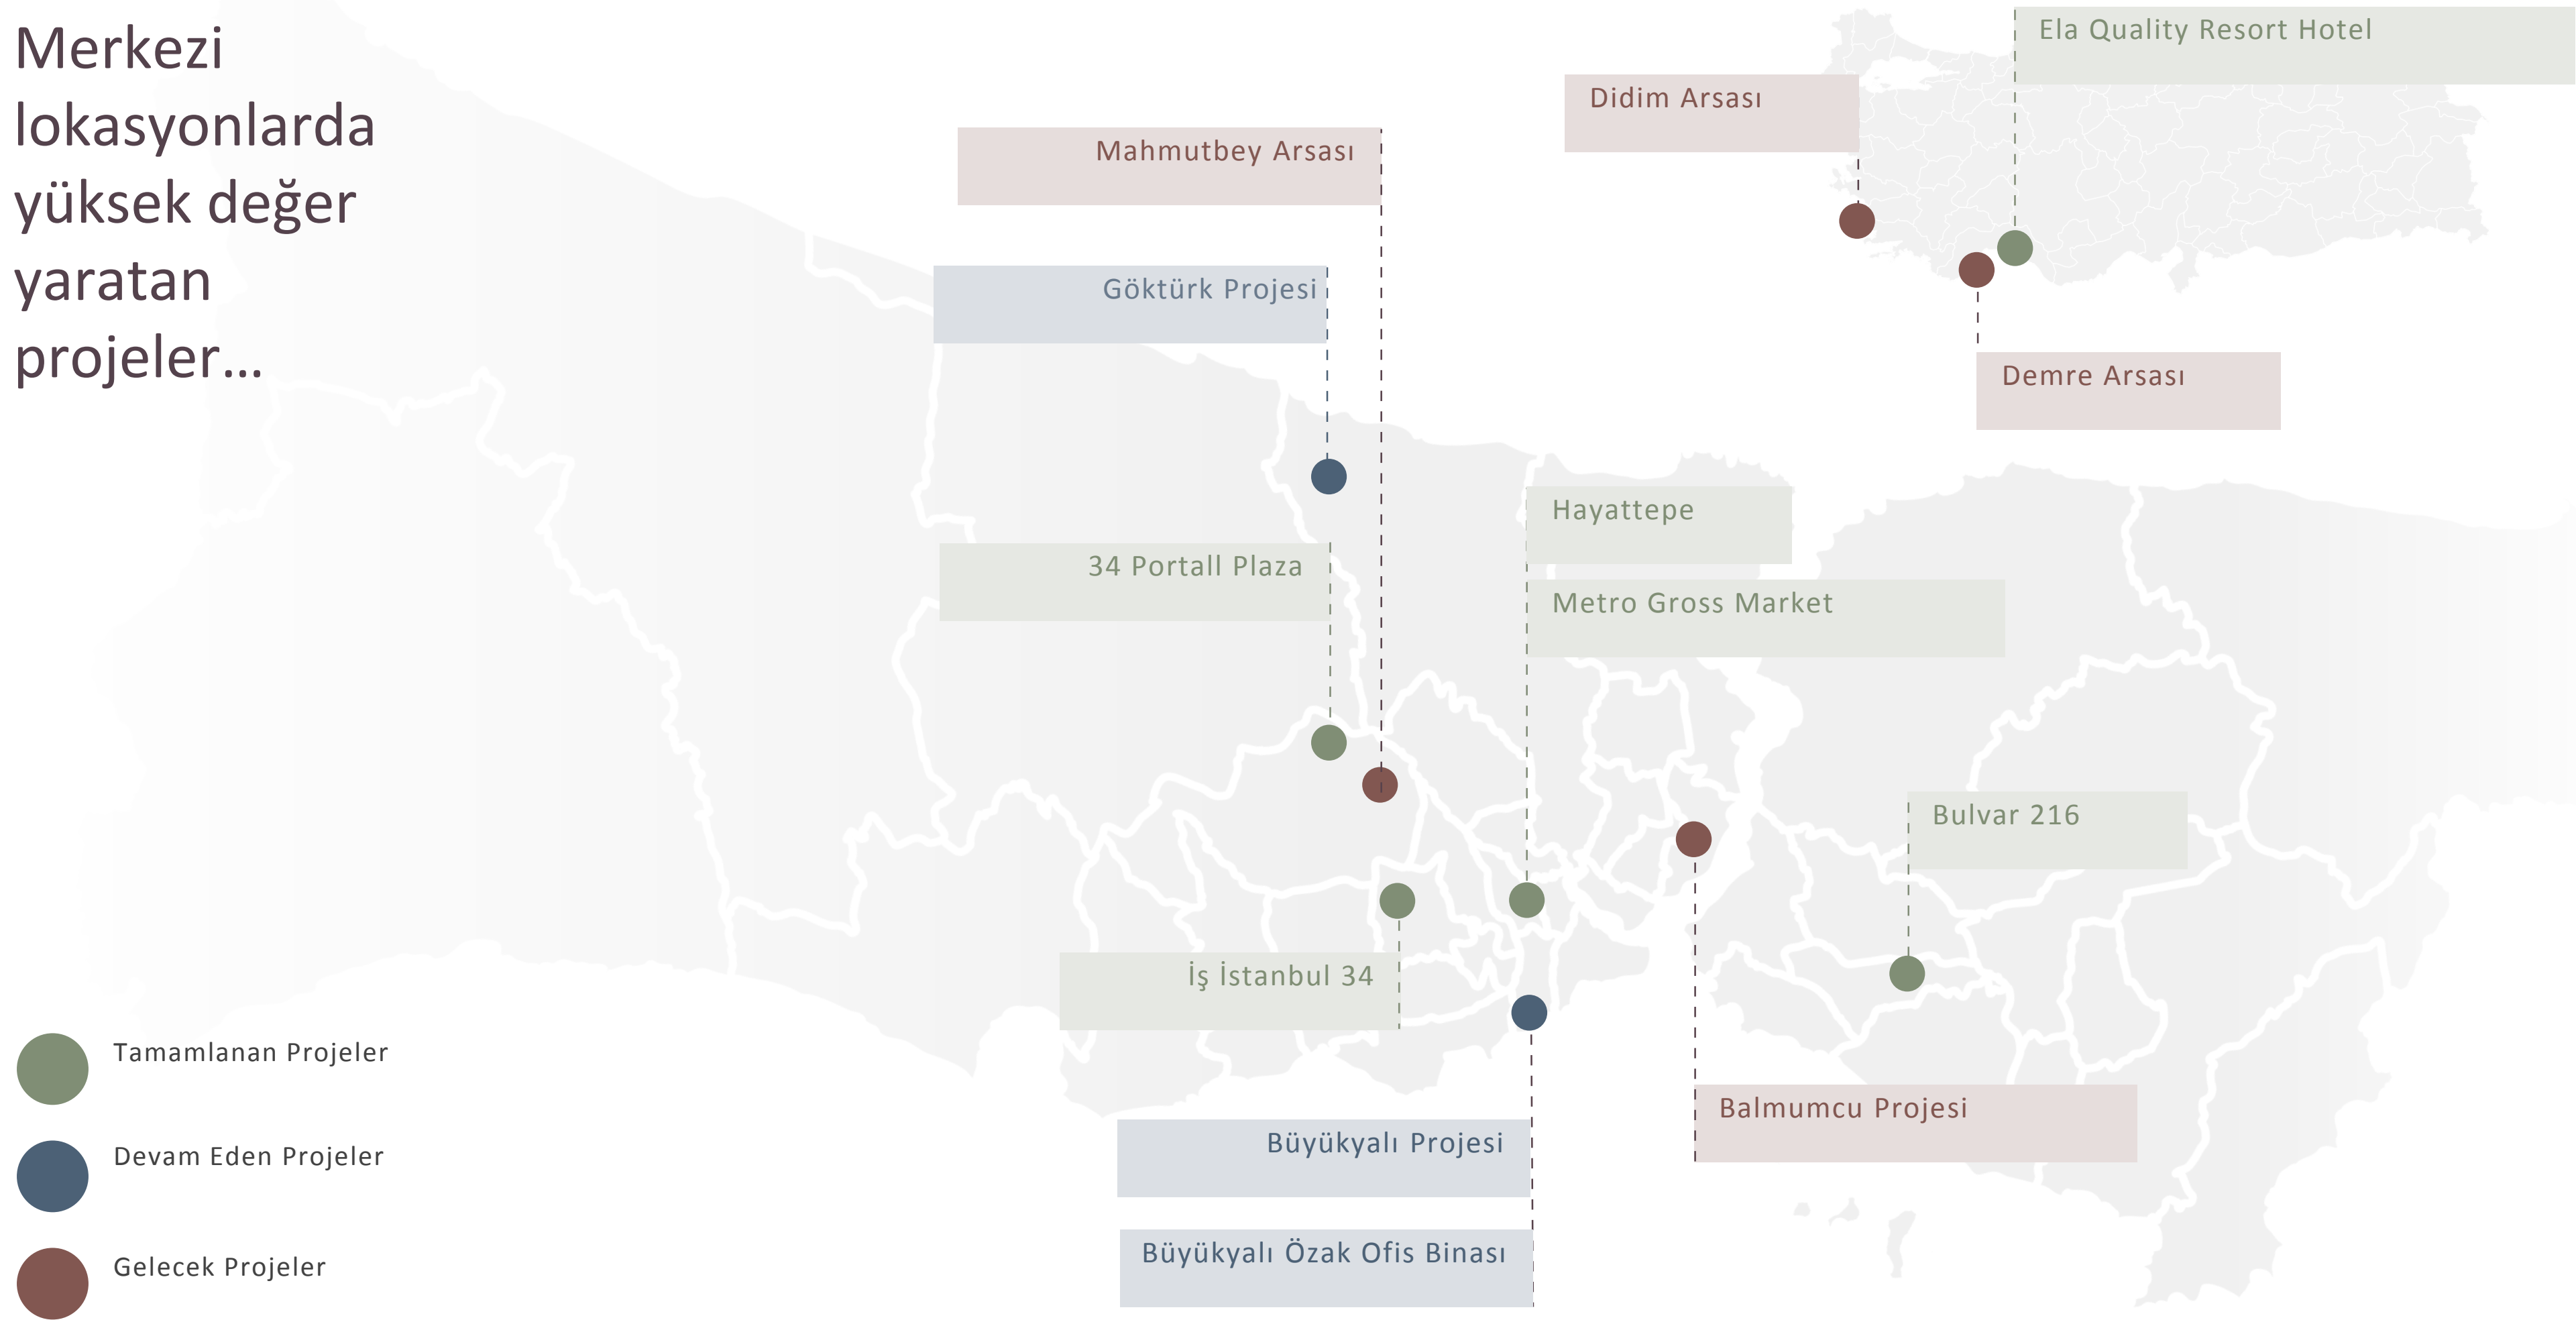 Merkezi
lokasyonlarda
yüksek değer
yaratan
projeler...
Ela Quality Resort Hotel
Didim Arsası
Mahmutbey Arsası
Göktürk Projesi
Demre Arsası
Hayattepe
34 Portall Plaza
Metro Gross Market
Bulvar 216
İş İstanbul 34
Tamamlanan Projeler
Balmumcu Projesi
Büyükyalı Projesi
Devam Eden Projeler
Büyükyalı Özak Ofis Binası
Gelecek Projeler